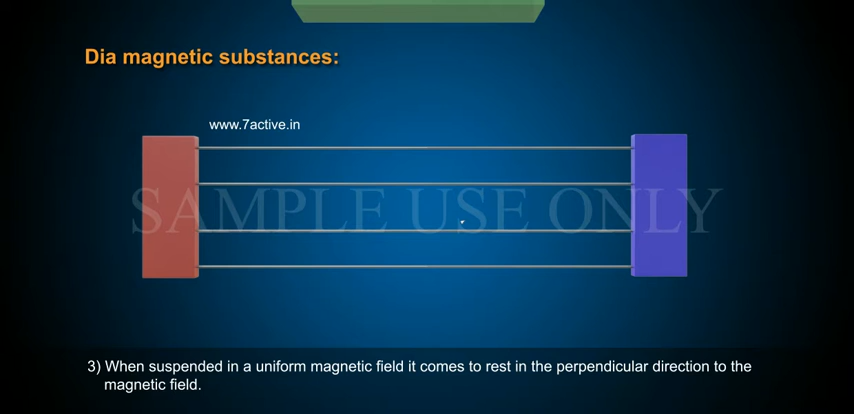 Dia magnetic substances:
www.7active.in
SAMPLE USE ONLY
3) When suspended in a uniform magnetic field it comes to rest in the perpendicular direction to the
magnetic field.